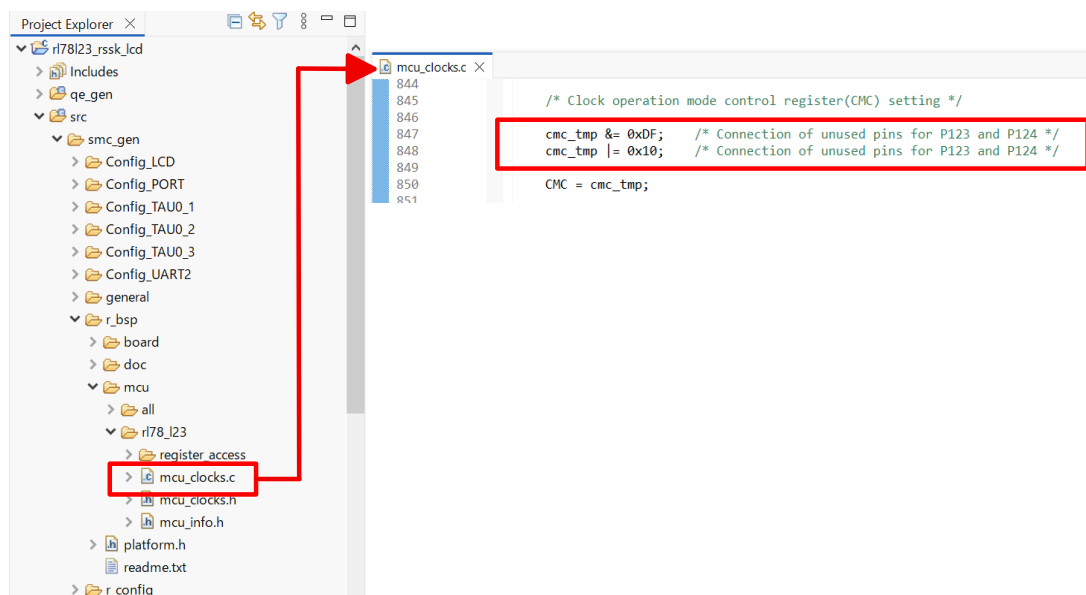 Project Explorer
rl78l23_rssk_lcd
Includes
qe_gen
src
smc_gen
Config_LCD
Config_PORT
Config_TAU0_1
Config_TAU0_2
Config_TAU0_3
Config_UART2
general
r_bsp
board
doc
mcu
all
rl78_l23
register_access
mcu_clocks.c
mcu_clocks.h
mcu_info.h
platform.h
readme.txt
r_config
mcu_clocks.c
844
845 /* Clock operation mode control register(CMC) setting */
846
847 cmc_tmp &= 0xDF; /* Connection of unused pins for P123 and P124 */
848 cmc_tmp |= 0x10; /* Connection of unused pins for P123 and P124 */
849
850 CMC = cmc_tmp;
851